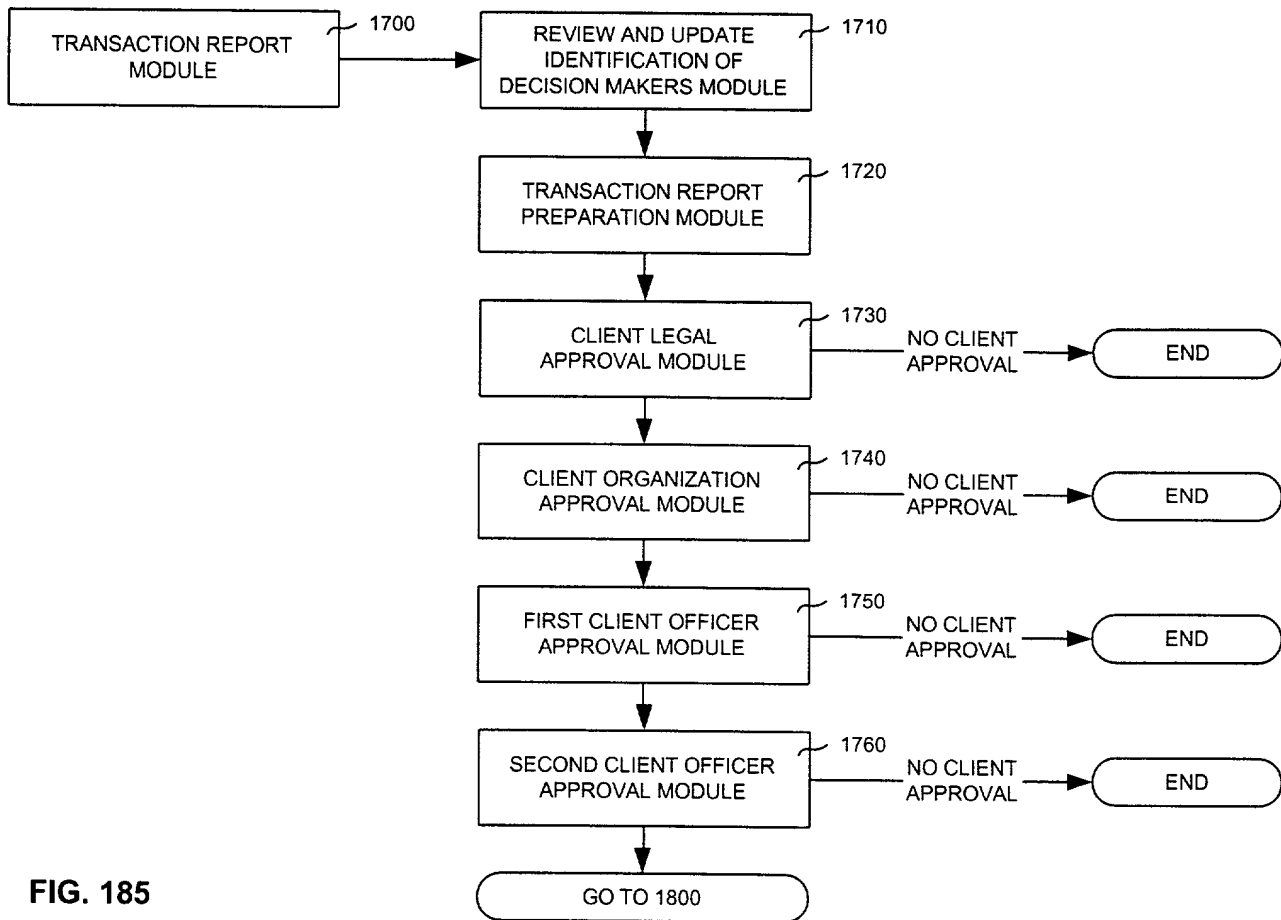 TRANSACTION REPORT
MODULE
1700
REVIEW AND UPDATE
IDENTIFICATION OF
DECISION MAKERS MODULE
1710
TRANSACTION REPORT
PREPARATION MODULE
1720
CLIENT LEGAL
APPROVAL MODULE
1730
NO CLIENT
APPROVAL
END
CLIENT ORGANIZATION
APPROVAL MODULE
1740
NO CLIENT
APPROVAL
END
FIRST CLIENT OFFICER
APPROVAL MODULE
1750
NO CLIENT
APPROVAL
END
SECOND CLIENT OFFICER
APPROVAL MODULE
1760
NO CLIENT
APPROVAL
END
GO TO 1800
FIG. 185